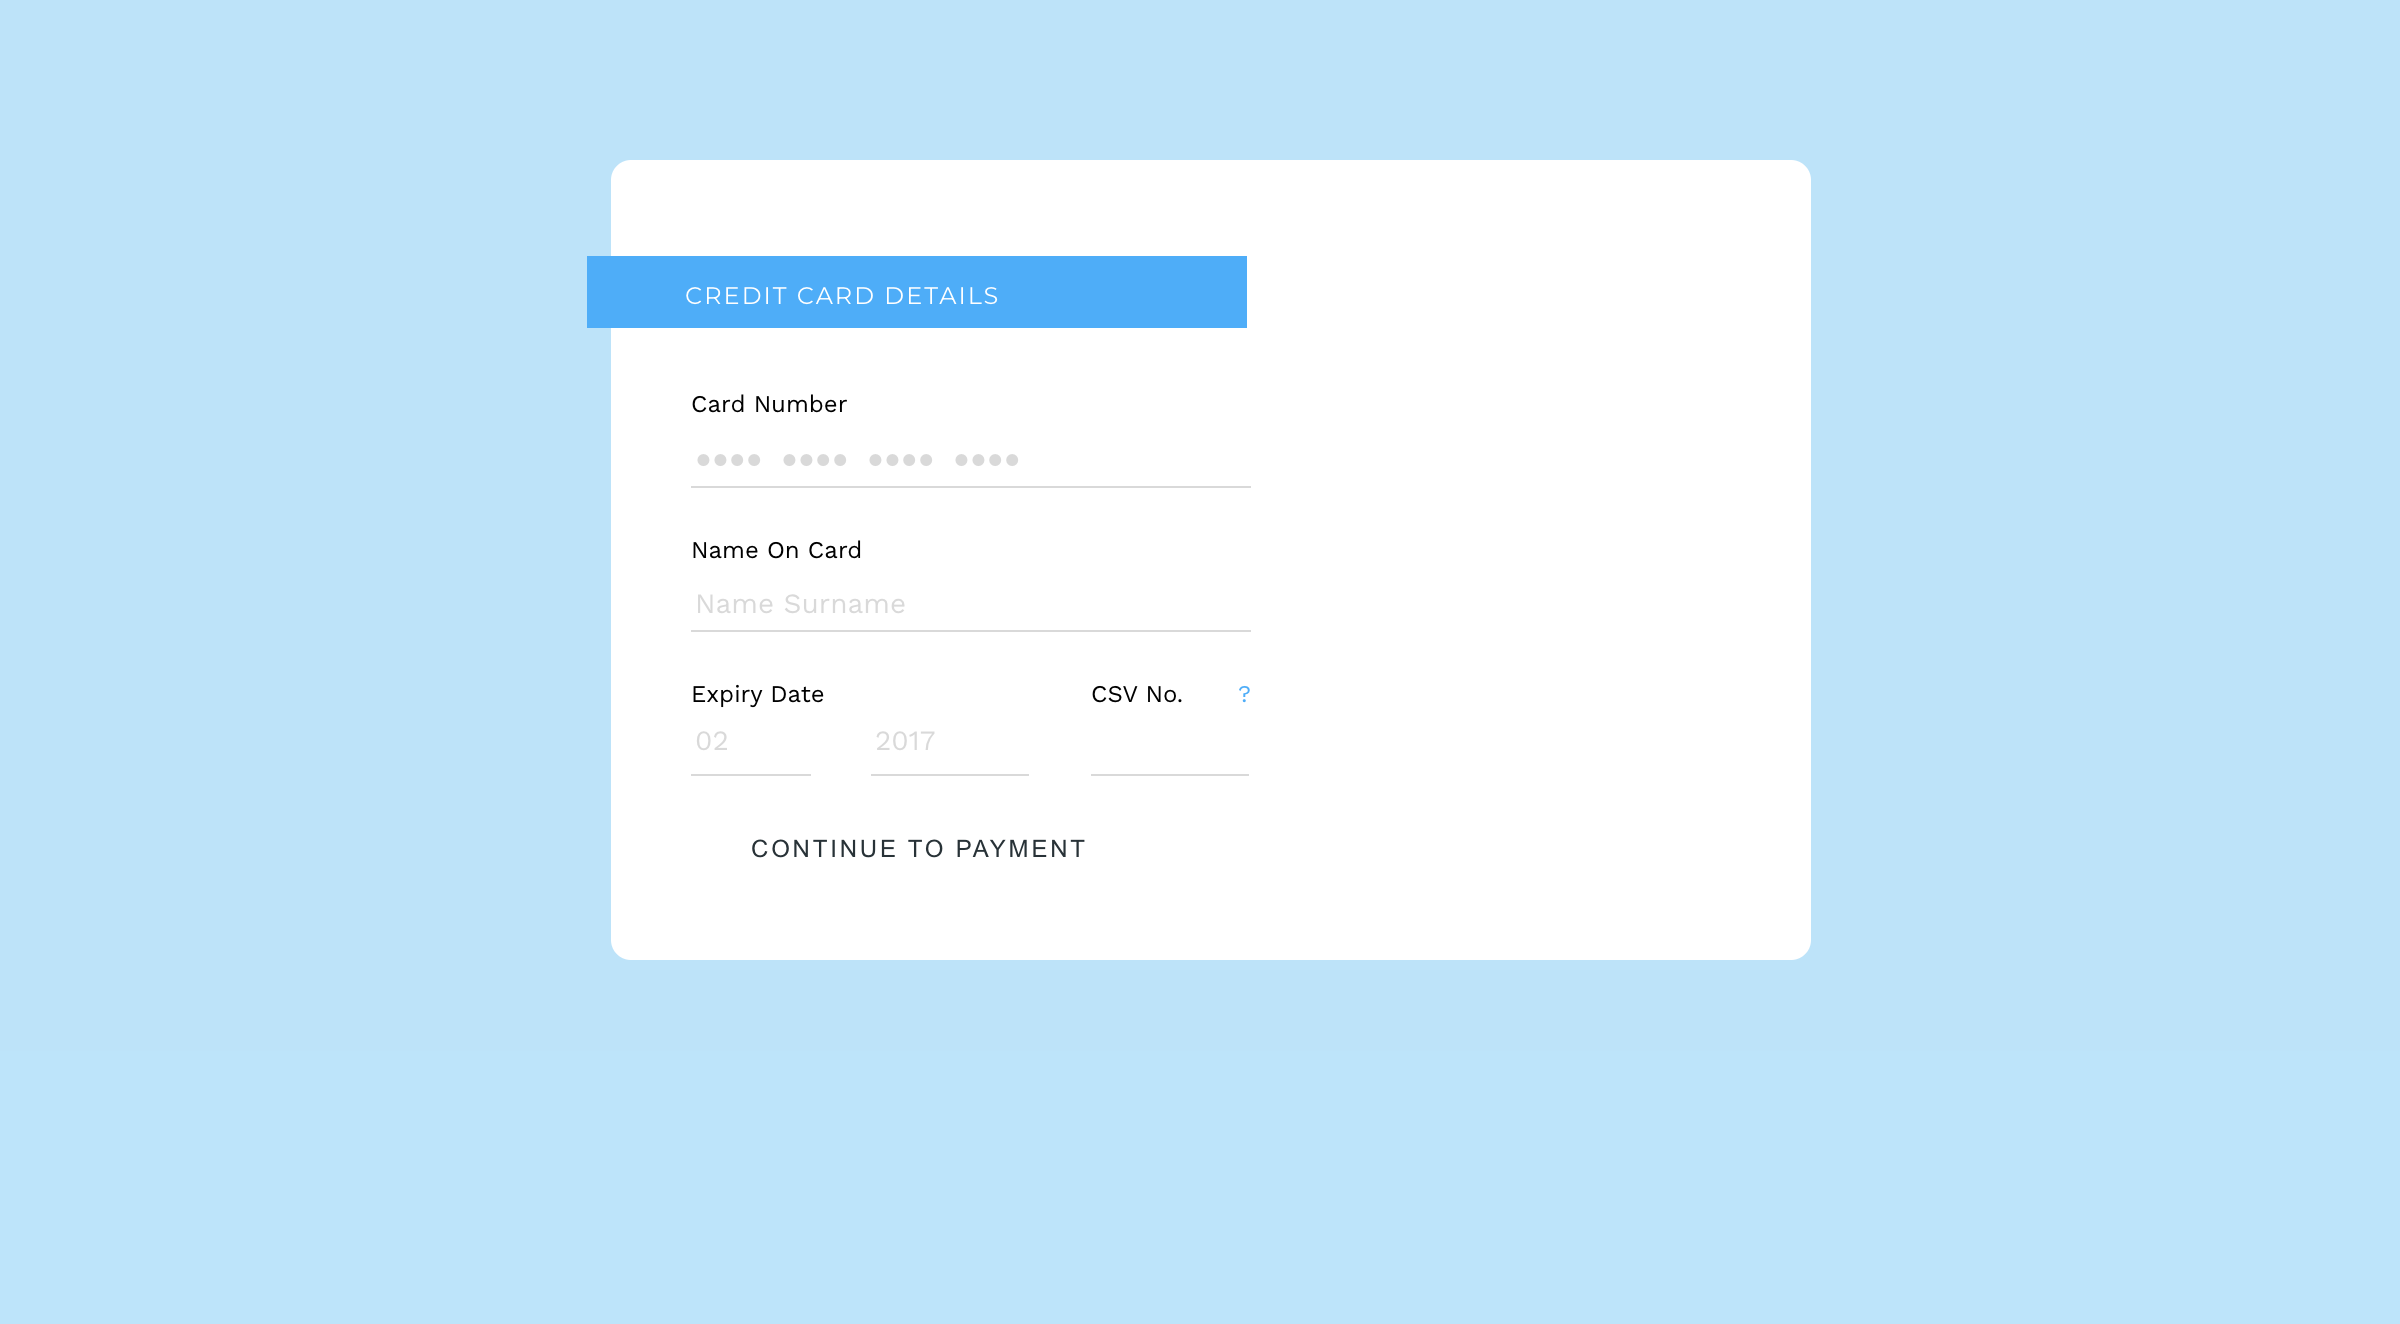 CREDIT CARD DETAILS
Card Number
•••• •••• •••• ••••
Name On Card
Name Surname
Expiry Date CSV No. ?
02 2017
CONTINUE TO PAYMENT